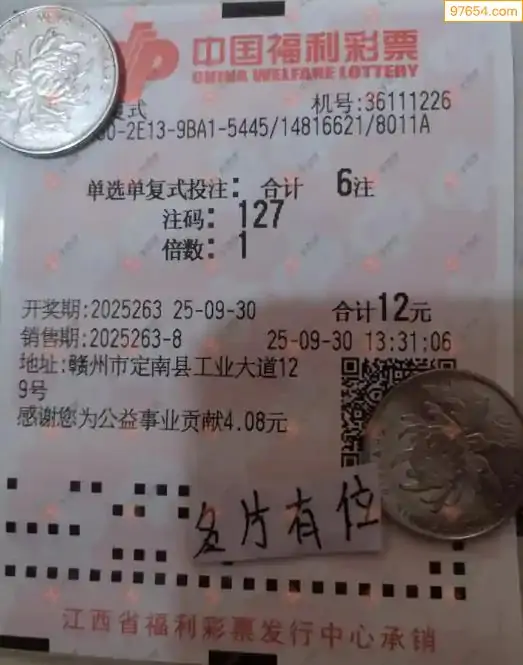 97654.com
中国福利彩票
CHINA WELFARE LOTTERY
复式
机号:36111226
0-2E13-9BA1-5445/14816621/8011A
单选单复式投注: 合计 6注
注码: 127
倍数: 1
开奖期:2025263 25-09-30 合计12元
销售期:2025263-8 25-09-30 13:31:06
地址:赣州市定南县工业大道12
9号
感谢您为公益事业贡献4.08元
名片有位
江西省福利彩票发行中心承销